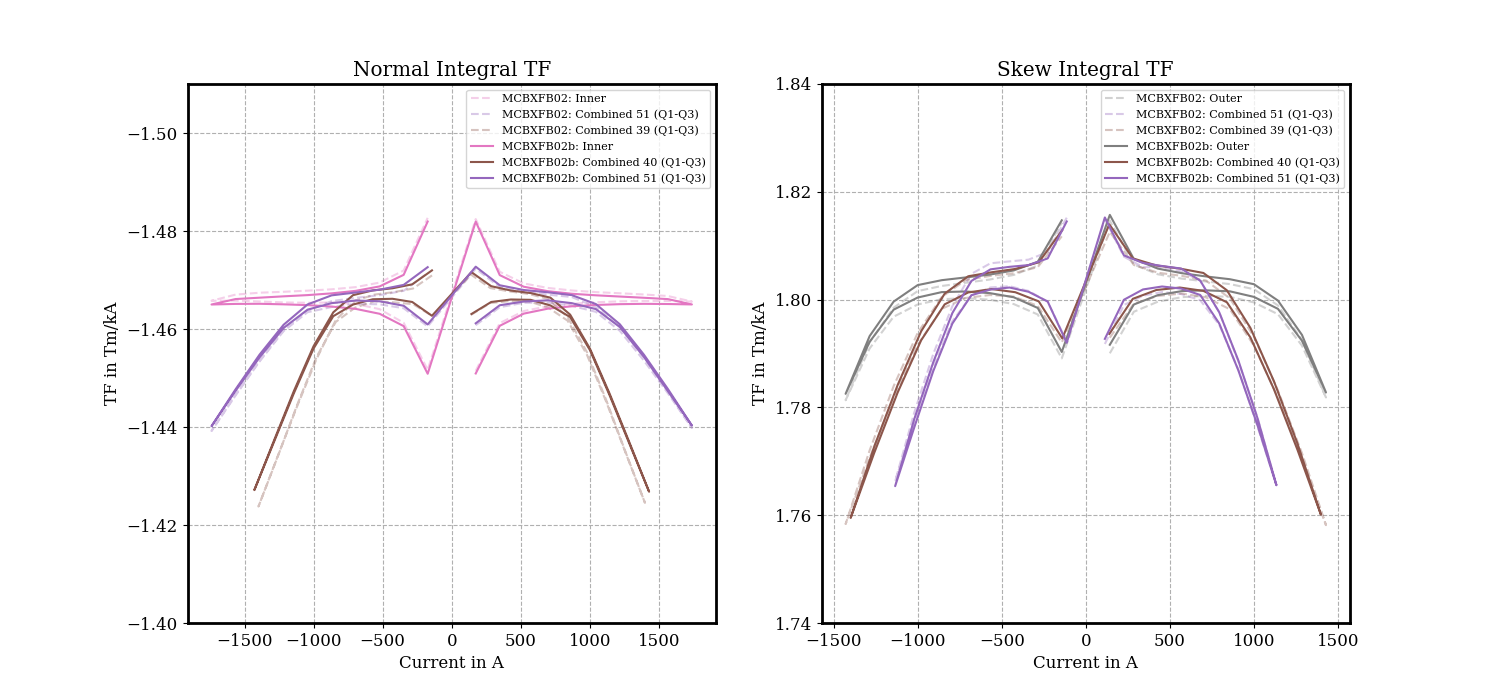 Normal Integral TF
MCBXFB02: Inner
MCBXFB02: Combined 51 (Q1-Q3)
MCBXFB02: Combined 39 (Q1-Q3)
MCBXFB02b: Inner
MCBXFB02b: Combined 40 (Q1-Q3)
MCBXFB02b: Combined 51 (Q1-Q3)
TF in Tm/kA
−1.50
−1.48
−1.46
−1.44
−1.42
−1.40
−1500 −1000 −500 0 500 1000 1500
Current in A
Skew Integral TF
MCBXFB02: Outer
MCBXFB02: Combined 51 (Q1-Q3)
MCBXFB02: Combined 39 (Q1-Q3)
MCBXFB02b: Outer
MCBXFB02b: Combined 40 (Q1-Q3)
MCBXFB02b: Combined 51 (Q1-Q3)
TF in Tm/kA
1.84
1.82
1.80
1.78
1.76
1.74
−1500 −1000 −500 0 500 1000 1500
Current in A